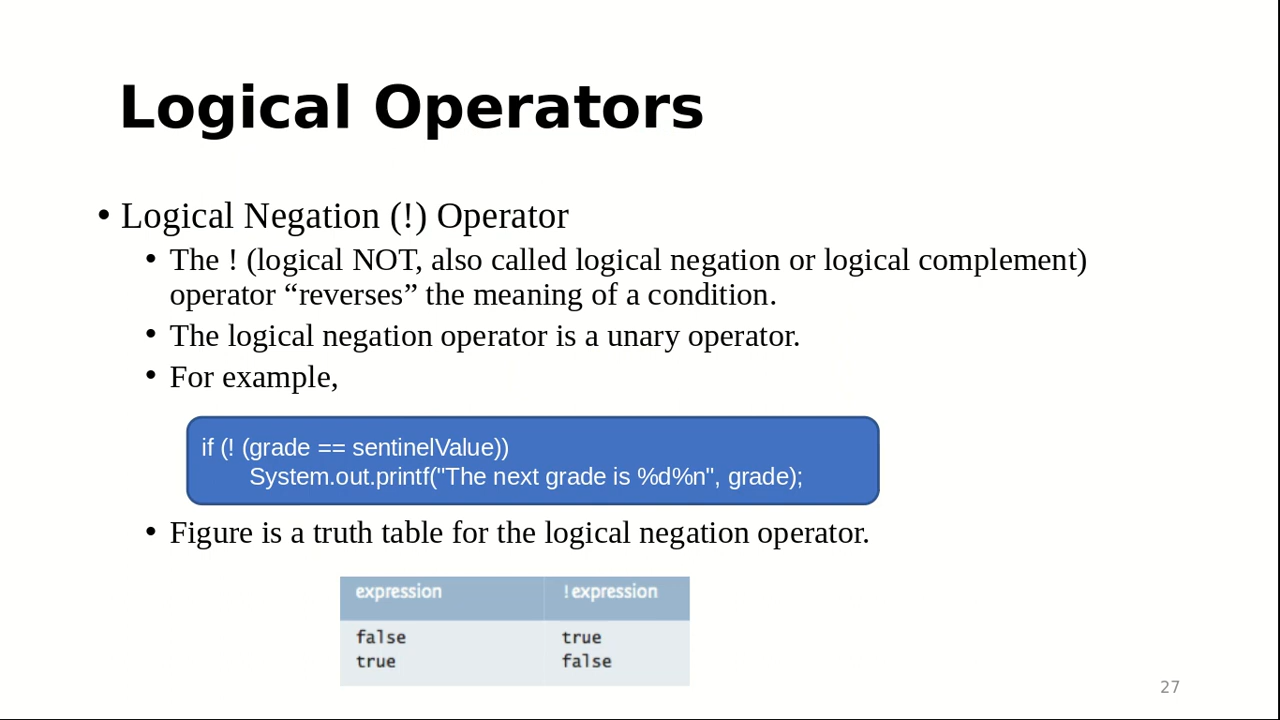 Logical Operators
• Logical Negation (!) Operator
• The ! (logical NOT, also called logical negation or logical complement)
operator “reverses” the meaning of a condition.
• The logical negation operator is a unary operator.
• For example,
if (! (grade == sentinelValue))
System.out.printf("The next grade is %d%n", grade);
• Figure is a truth table for the logical negation operator.
expression !expression
false true
true false
27